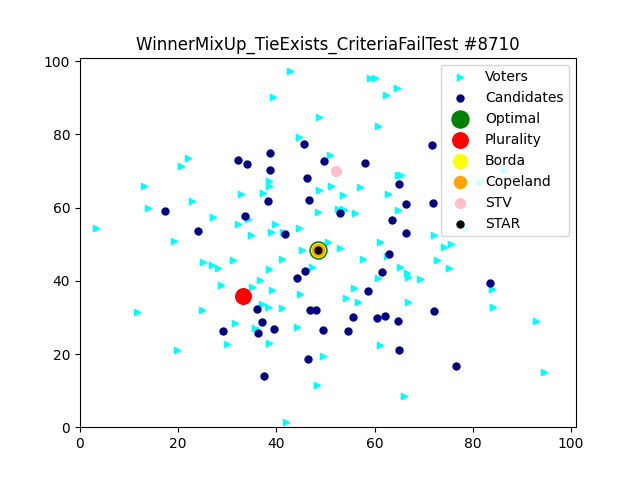 WinnerMixUp_TieExists_CriteriaFailTest #8710
100
80
60
40
20
0
0
20
40
60
80
100
Voters
Candidates
Optimal
Plurality
Borda
Copeland
STV
STAR